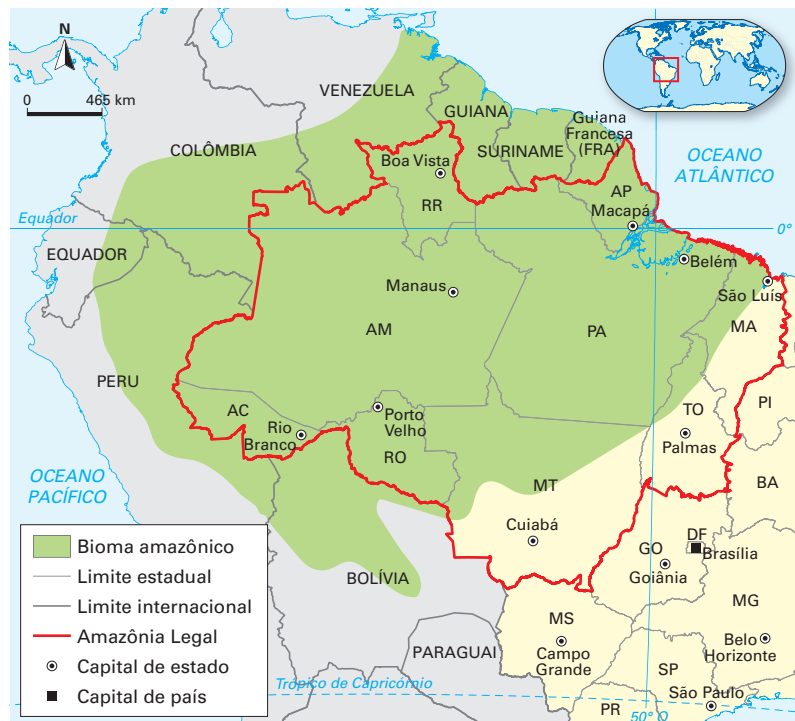 N
0 465 km
VENEZUELA
GUIANA
Guiana
Francesa
(FRA)
SURINAME
COLÔMBIA
Boa Vista
OCEANO
ATLÂNTICO
RR
AP
Macapá
Equador
0°
EQUADOR
Belém
Manaus
São Luís
AM
PA
MA
PERU
AC
Rio
Branco
Porto
Velho
RO
TO
Palmas
PI
OCEANO
PACÍFICO
MT
BA
Cuiabá
DF
Brasília
GO
Goiânia
BOLÍVIA
MG
MS
Campo
Grande
Belo
Horizonte
PARAGUAI
SP
Trópico de Capricórnio
São Paulo
PR
50° O
Bioma amazônico
Limite estadual
Limite internacional
Amazônia Legal
Capital de estado
Capital de país